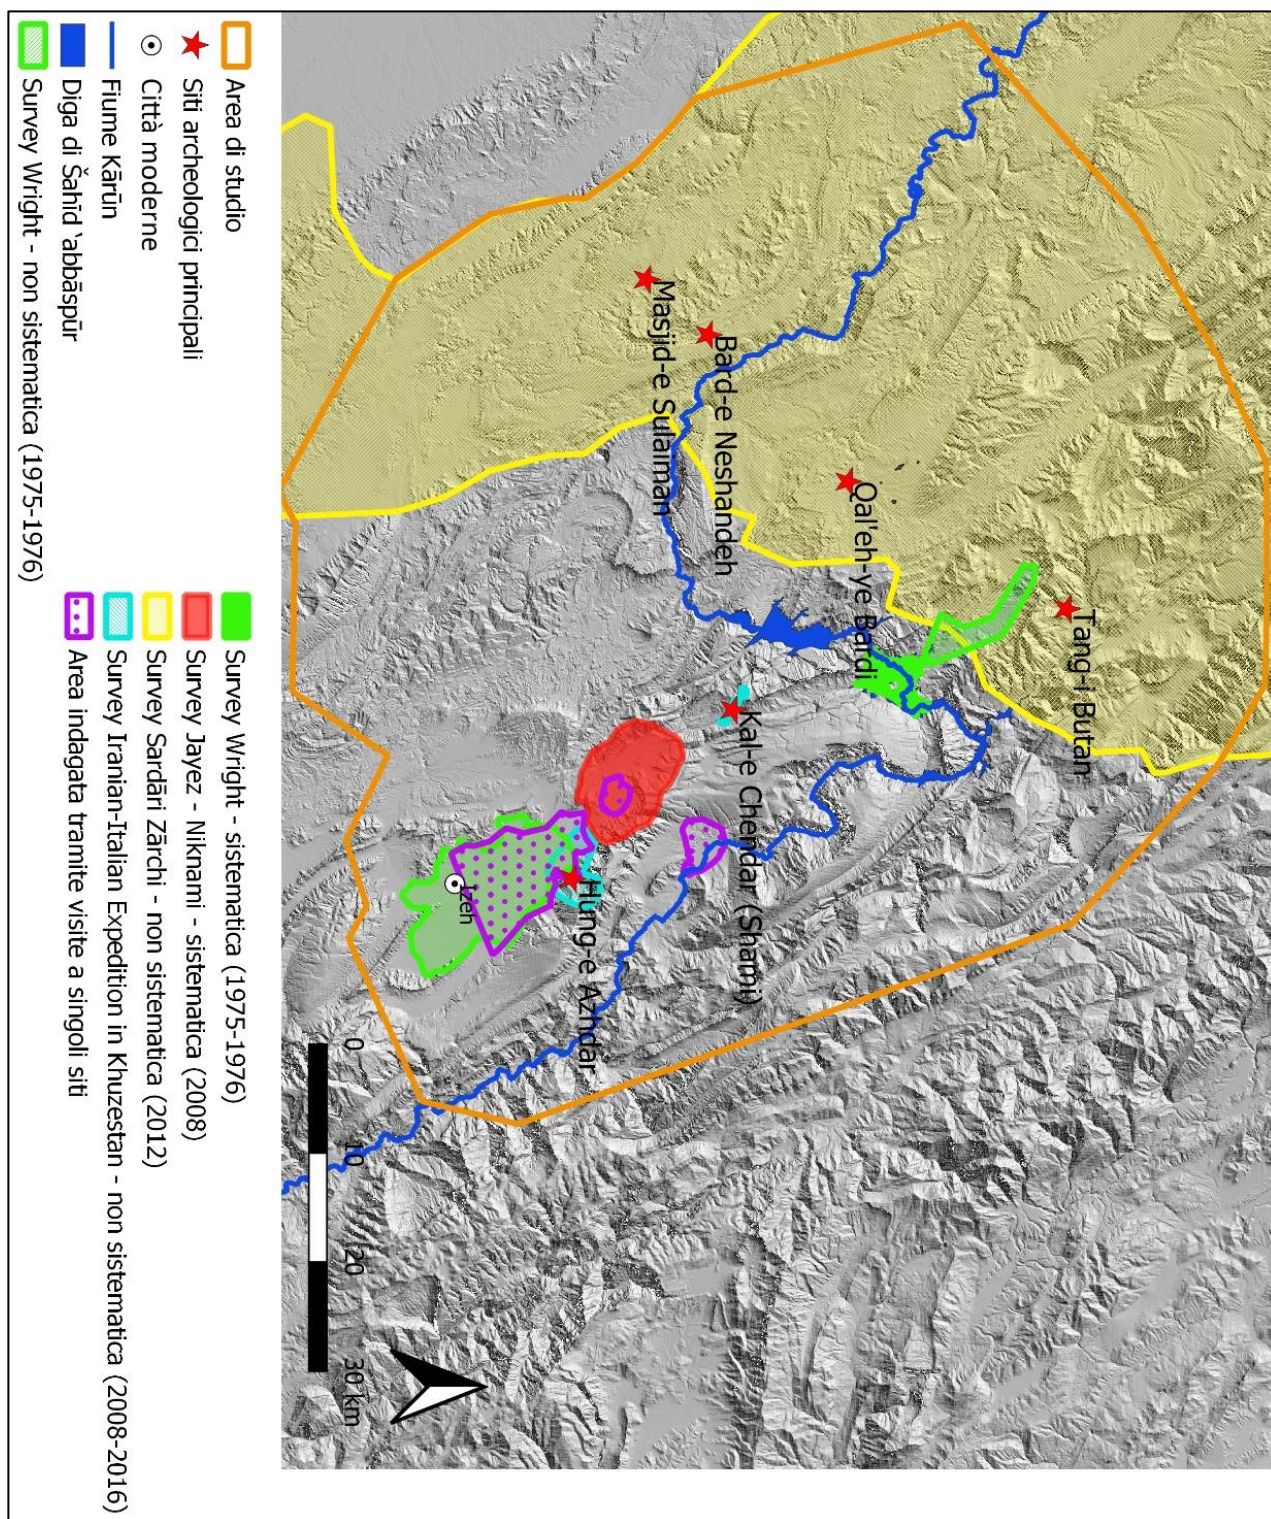 Tang-i Butan
Qal'eh-ye Bardi
Kal-e Chendar (Shami)
Bard-e Neshandeh
Masjid-e Sulaiman
Hung-e Azhdar
Izeh
0 10 20 30 km
Area di studio
Siti archeologici principali
Città moderne
Fiume Kārūn
Diga di Šahīd ‘abbāspūr
Survey Wright - non sistematica (1975-1976)
Survey Wright - sistematica (1975-1976)
Survey Jayez - Niknami - sistematica (2008)
Survey Sardāri Zārchi - non sistematica (2012)
Survey Iranian-Italian Expedition in Khuzestan - non sistematica (2008-2016)
Area indagata tramite visite a singoli siti